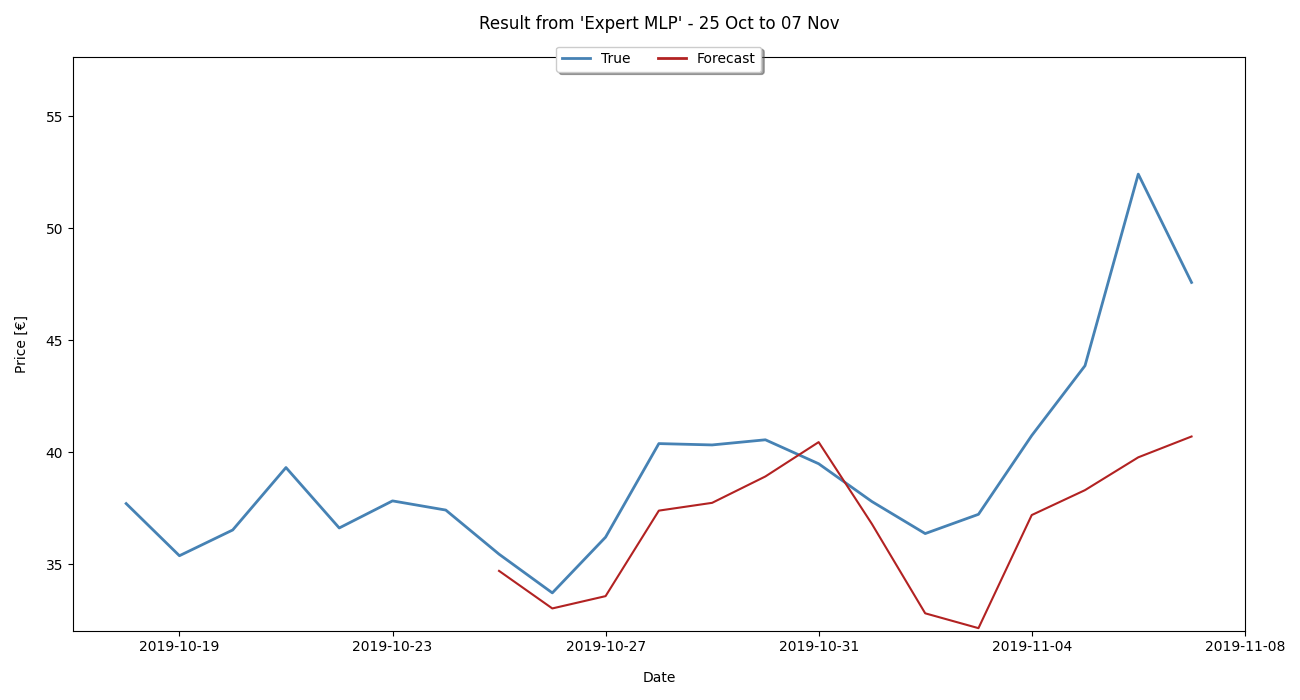 Result from 'Expert MLP' - 25 Oct to 07 Nov
True Forecast
55
50
45
40
35
Price [€]
2019-10-19 2019-10-23 2019-10-27 2019-10-31 2019-11-04 2019-11-08
Date